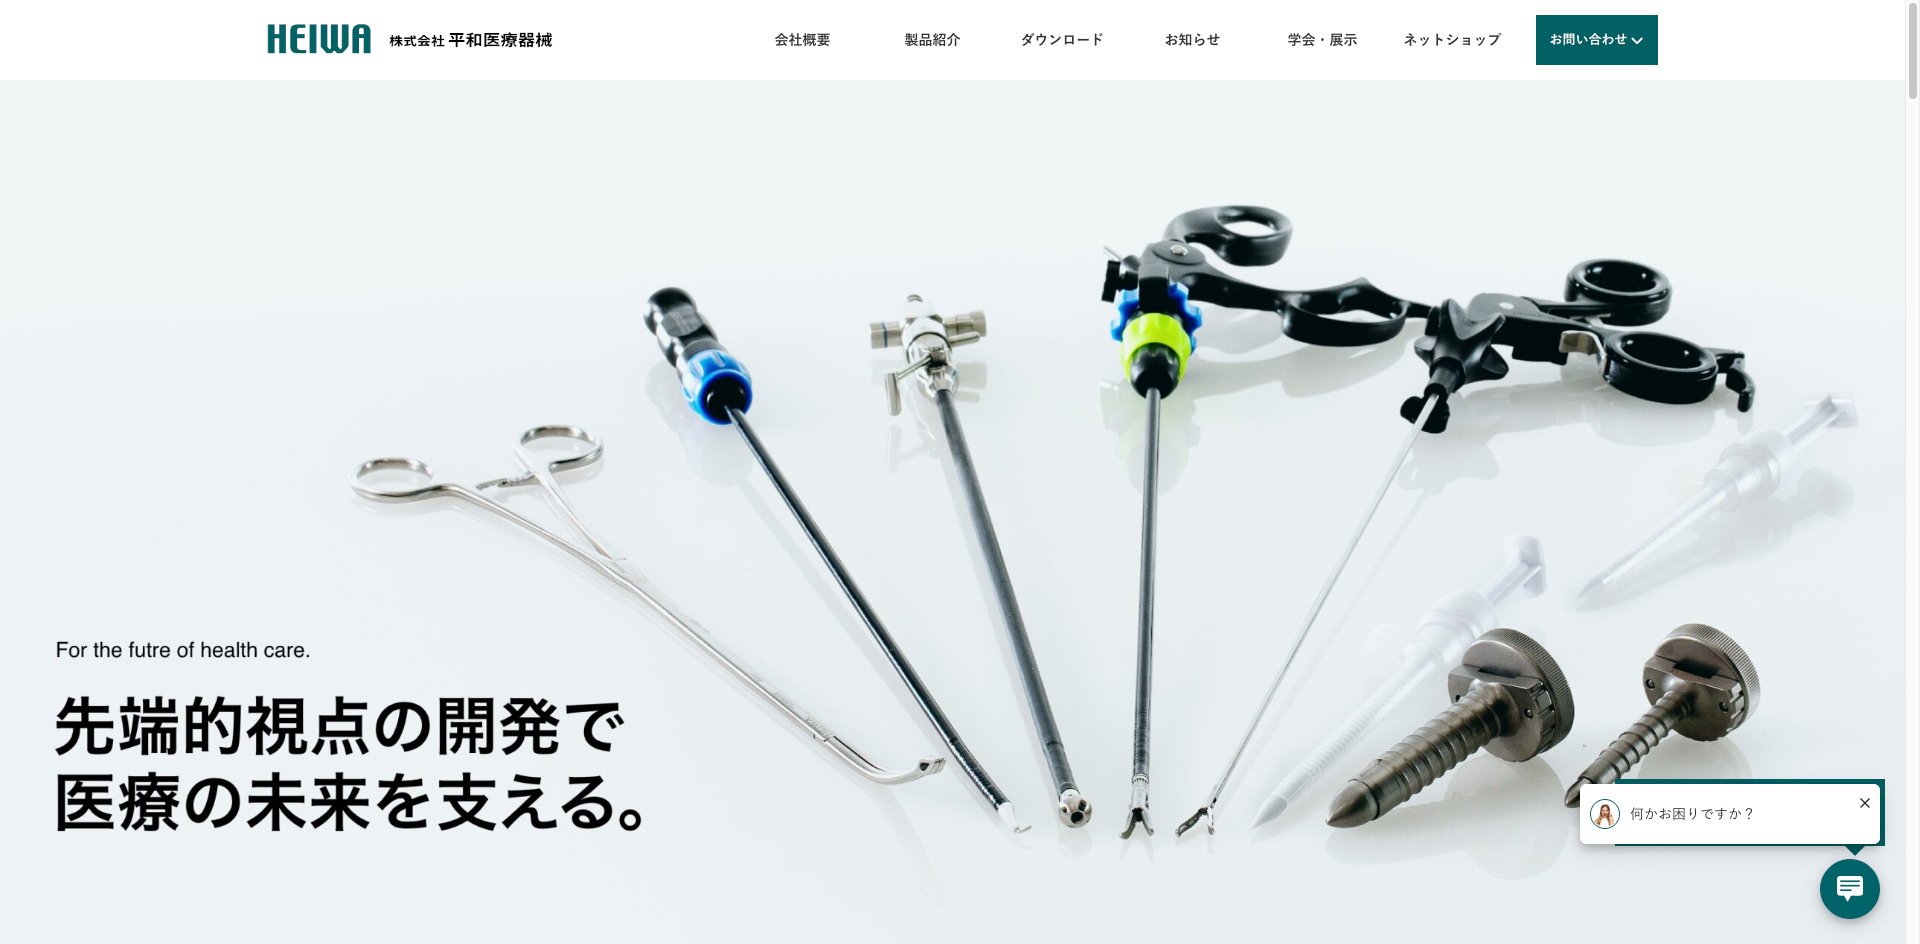 HEIWA 株式会社 平和医療器械
会社概要 製品紹介 ダウンロード お知らせ 学会・展示 ネットショップ お問い合わせ
For the futre of health care.
先端的視点の開発で
医療の未来を支える。
何かお困りですか？